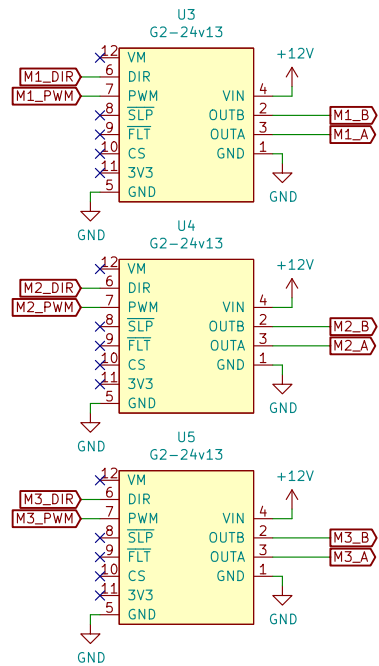 U3
G2-24v13
+12V
12 VM
M1_DIR 6 DIR
M1_PWM 7 PWM VIN 4
8 SLP OUTB 2 M1_B
9 FLT OUTA 3 M1_A
10 CS GND 1
11 3V3
5 GND
GND
GND
U4
G2-24v13
+12V
12 VM
M2_DIR 6 DIR
M2_PWM 7 PWM VIN 4
8 SLP OUTB 2 M2_B
9 FLT OUTA 3 M2_A
10 CS GND 1
11 3V3
5 GND
GND
GND
U5
G2-24v13
+12V
12 VM
M3_DIR 6 DIR
M3_PWM 7 PWM VIN 4
8 SLP OUTB 2 M3_B
9 FLT OUTA 3 M3_A
10 CS GND 1
11 3V3
5 GND
GND
GND